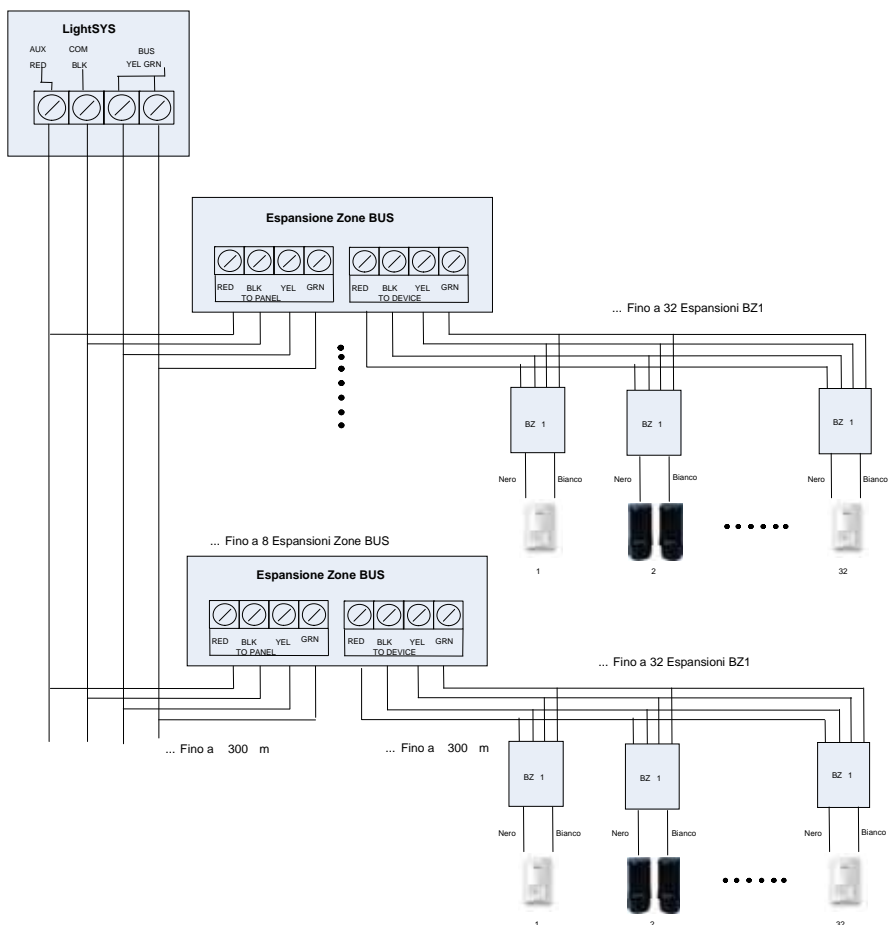 LightSYS
AUX COM BUS
RED BLK YEL GRN
Espansione Zone BUS
RED BLK YEL GRN RED BLK YEL GRN
TO PANEL TO DEVICE
... Fino a 32 Espansioni BZ1
BZ 1 BZ 1 BZ 1
Nero Bianco Nero Bianco Nero Bianco
1 2 32
... Fino a 8 Espansioni Zone BUS
Espansione Zone BUS
RED BLK YEL GRN RED BLK YEL GRN
TO PANEL TO DEVICE
... Fino a 32 Espansioni BZ1
... Fino a 300 m ... Fino a 300 m
BZ 1 BZ 1 BZ 1
Nero Bianco Nero Bianco Nero Bianco
1 2 32